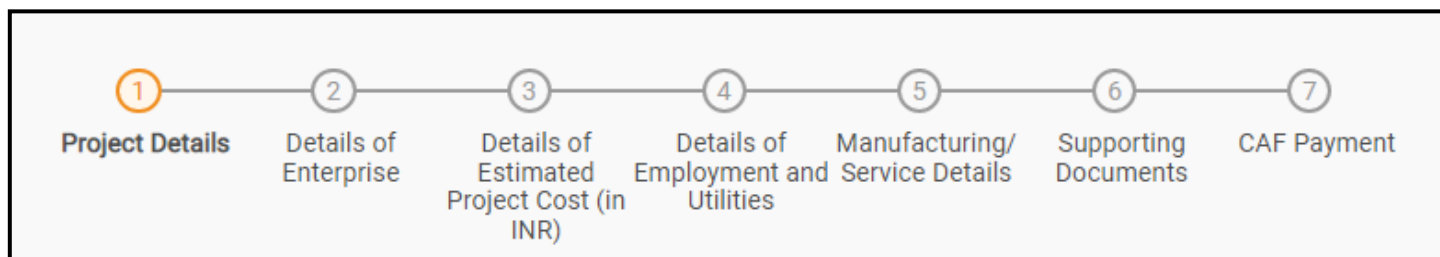 1
2
3
4
5
6
7
Project Details
Details of
Enterprise
Details of
Estimated
Project Cost (in
INR)
Details of
Employment and
Utilities
Manufacturing/
Service Details
Supporting
Documents
CAF Payment